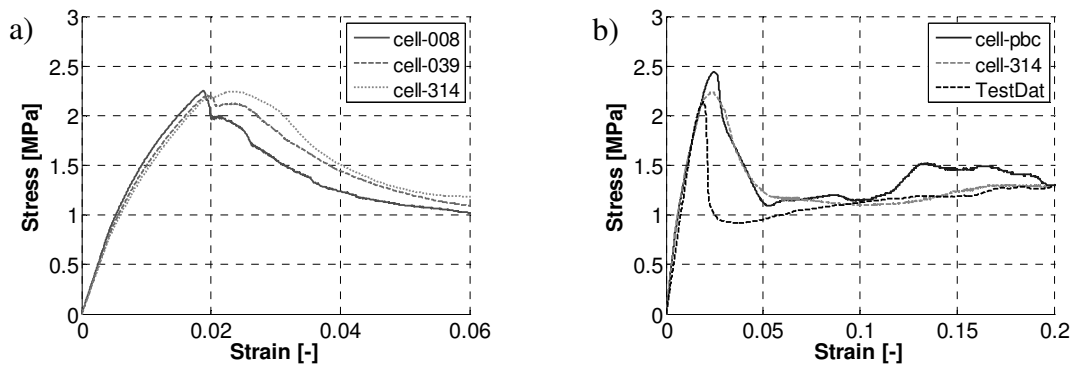 a)
Stress [MPa]
3
2.5
2
1.5
1
0.5
0
0
0.02
0.04
0.06
Strain [-]
cell-008
cell-039
cell-314
b)
Stress [MPa]
3
2.5
2
1.5
1
0.5
0
0
0.05
0.1
0.15
0.2
Strain [-]
cell-pbc
cell-314
TestDat